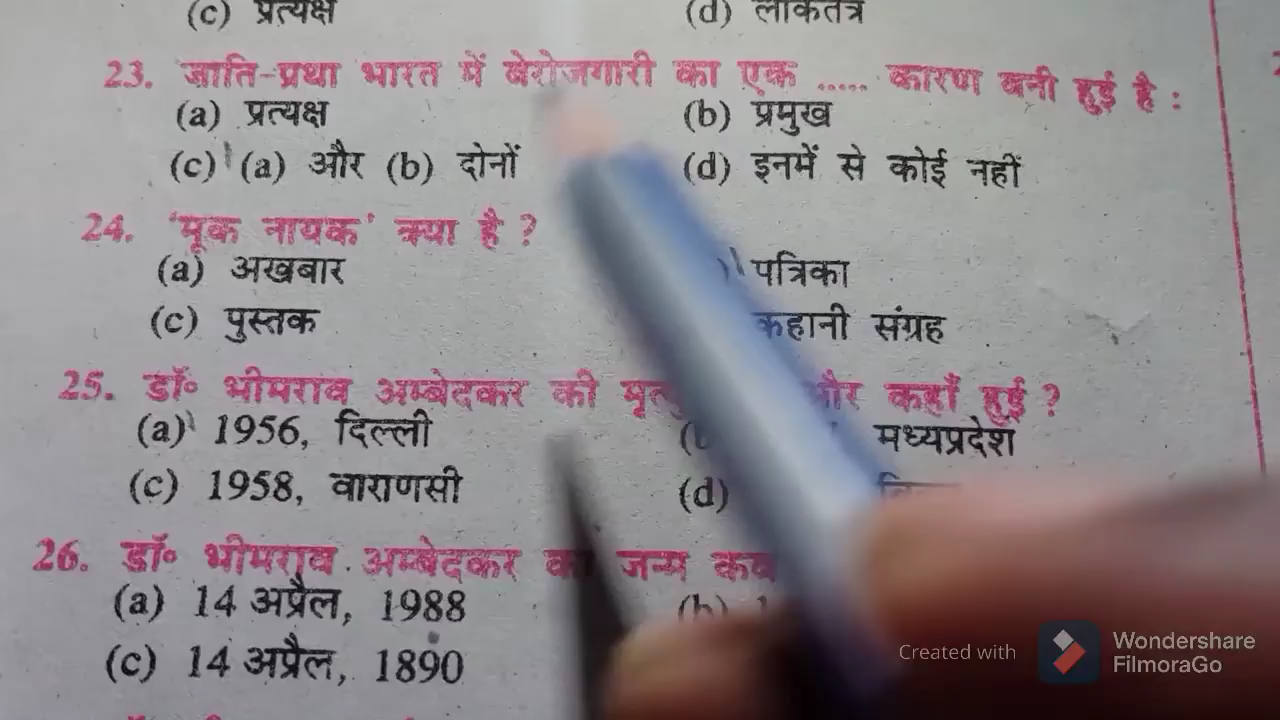 (c) प्रत्यक्ष (d) लोकतंत्र
23. जाति-प्रथा भारत में बेरोजगारी का एक ..... कारण बनी हुई है :
(a) प्रत्यक्ष (b) प्रमुख
(c) (a) और (b) दोनों (d) इनमें से कोई नहीं
24. 'मूक नायक' क्या है ?
(a) अखबार पत्रिका
(c) पुस्तक कहानी संग्रह
25. डॉ॰ भीमराव अम्बेदकर की और कहाँ हुई ?
(a) 1956, दिल्ली मध्यप्रदेश
(c) 1958, वाराणसी (d)
26. डॉ॰ भीमराव अम्बेदकर का जन्म कब
(a) 14 अप्रैल, 1988
(c) 14 अप्रैल, 1890
Created with Wondershare FilmoraGo